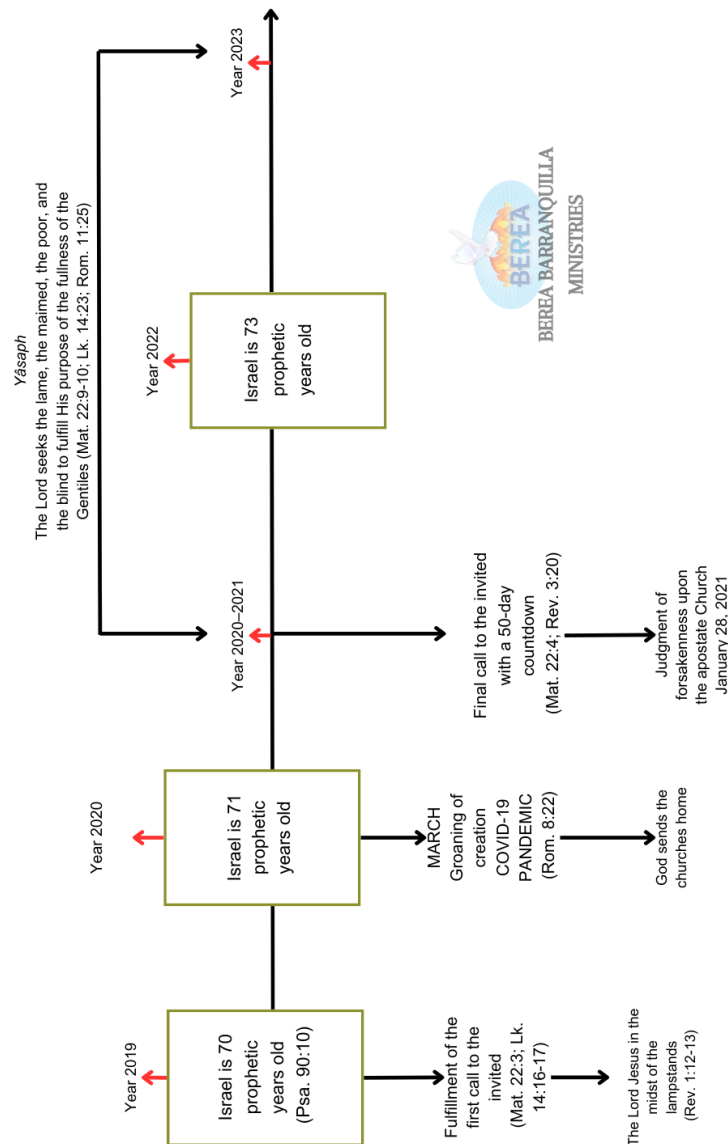 Yâsaph
The Lord seeks the lame, the maimed, the poor, and
the blind to fulfill His purpose of the fullness of the
Gentiles (Mat. 22:9-10; Lk. 14:23; Rom. 11:25)
Year 2019
Year 2020
Year 2020–2021
Year 2022
Year 2023
Israel is 70
prophetic
years old
(Psa. 90:10)
Israel is 71
prophetic
years old
Israel is 73
prophetic
years old
Fulfillment of the
first call to the
invited
(Mat. 22:3; Lk.
14:16-17)
MARCH
Groaning of
creation
COVID-19
PANDEMIC
(Rom. 8:22)
Final call to the invited
with a 50-day
countdown
(Mat. 22:4; Rev. 3:20)
The Lord Jesus in the
midst of the
lampstands
(Rev. 1:12-13)
God sends the
churches home
Judgment of
forsakenness upon
the apostate Church
January 28, 2021
BEREA
BEREA BARRANQUILLA
MINISTRIES